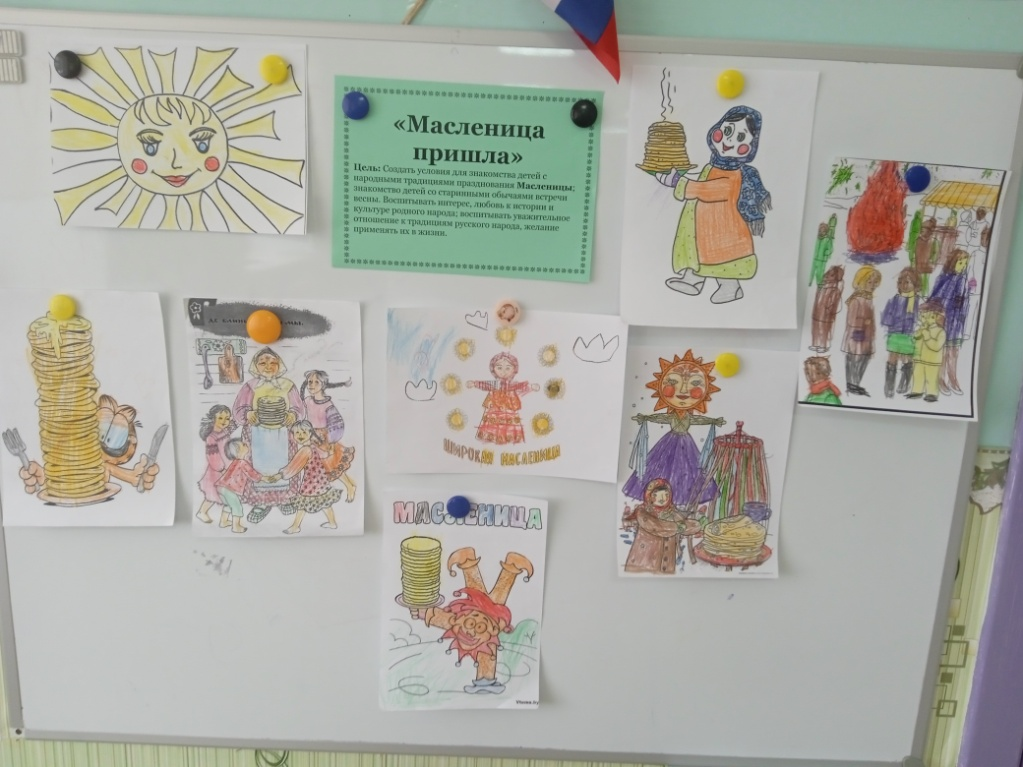 «Масленица
пришла»
Цель: Создать условия для знакомства детей с
народными традициями празднования Масленицы;
знакомство детей со старинными обычаями встречи
весны. Воспитывать интерес, любовь к истории и
культуре родного народа; воспитывать уважительное
отношение к традициям русского народа, желание
применять их в жизни.
ШИРОКАЯ МАСЛЕНИЦА
МАСЛЕНИЦА